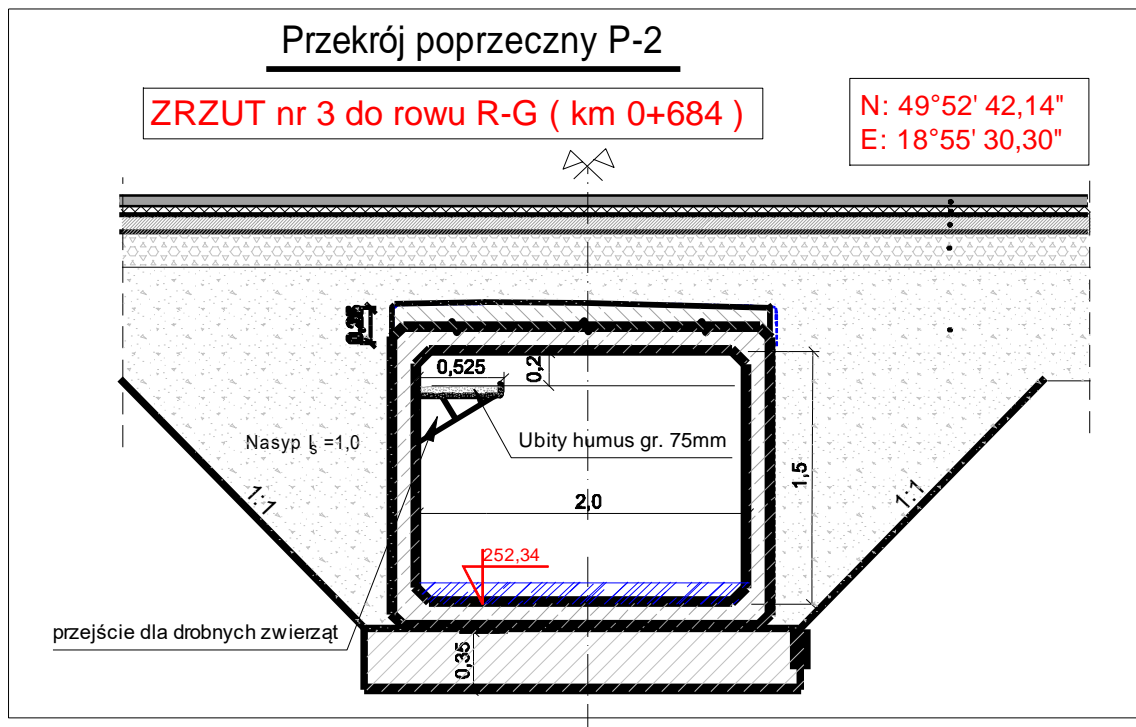 Przekrój poprzeczny P-2
ZRZUT nr 3 do rowu R-G ( km 0+684 )
N: 49°52' 42,14"
E: 18°55' 30,30"
0,525
0,2
Nasyp Is =1,0
Ubity humus gr. 75mm
1:1
1:1
1,5
2,0
252,34
przejście dla drobnych zwierząt
0,35